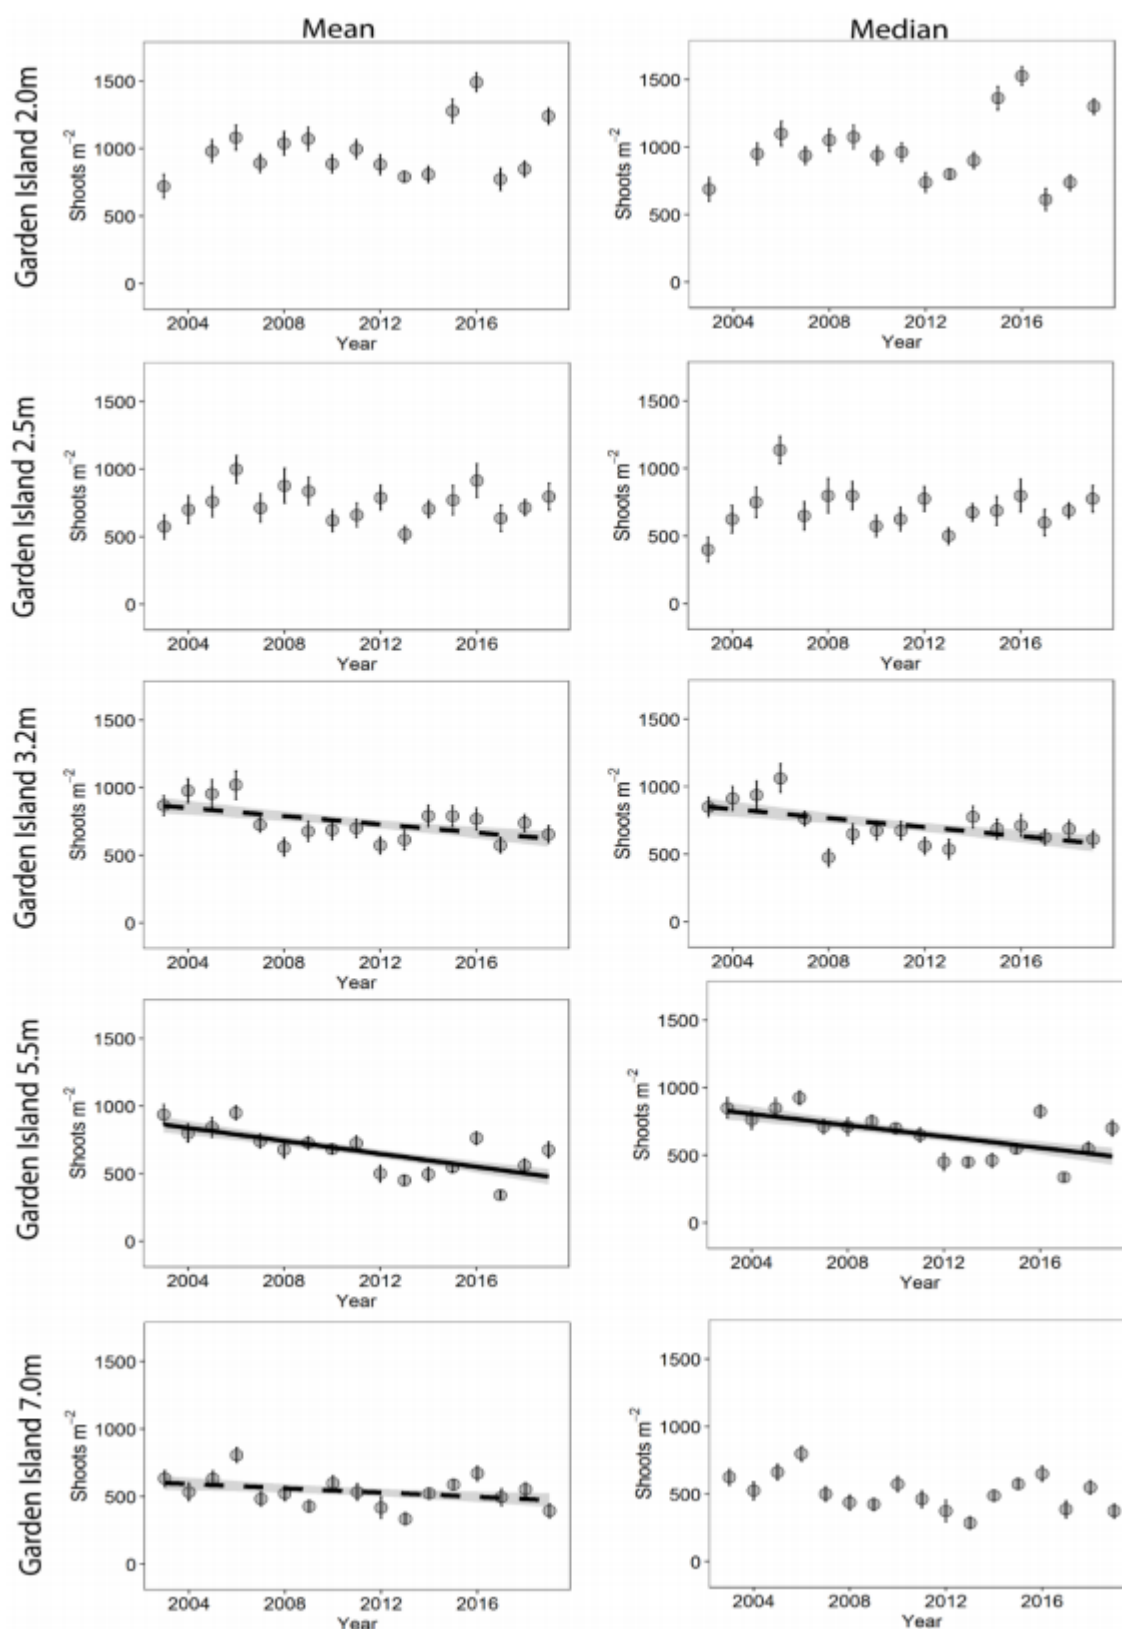 Mean
Median
Garden Island 2.0m
Shoots m⁻²
1500
1000
500
0
2004 2008 2012 2016
Year
Shoots m⁻²
1500
1000
500
0
2004 2008 2012 2016
Year
Garden Island 2.5m
Shoots m⁻²
1500
1000
500
0
2004 2008 2012 2016
Year
Shoots m⁻²
1500
1000
500
0
2004 2008 2012 2016
Year
Garden Island 3.2m
Shoots m⁻²
1500
1000
500
0
2004 2008 2012 2016
Year
Shoots m⁻²
1500
1000
500
0
2004 2008 2012 2016
Year
Garden Island 5.5m
Shoots m⁻²
1500
1000
500
0
2004 2008 2012 2016
Year
Shoots m⁻²
1500
1000
500
0
2004 2008 2012 2016
Year
Garden Island 7.0m
Shoots m⁻²
1500
1000
500
0
2004 2008 2012 2016
Year
Shoots m⁻²
1500
1000
500
0
2004 2008 2012 2016
Year